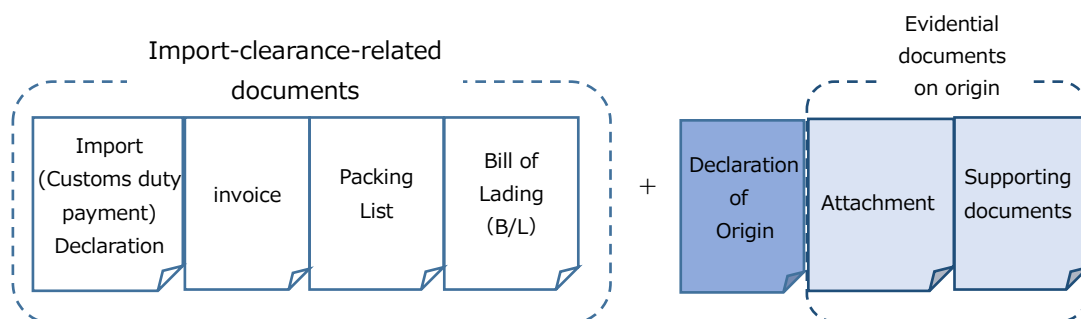 Import-clearance-related
documents
Evidential
documents
on origin
Import
(Customs duty
payment)
Declaration
invoice
Packing
List
Bill of
Lading
(B/L)
+
Declaration
of
Origin
Attachment
Supporting
documents